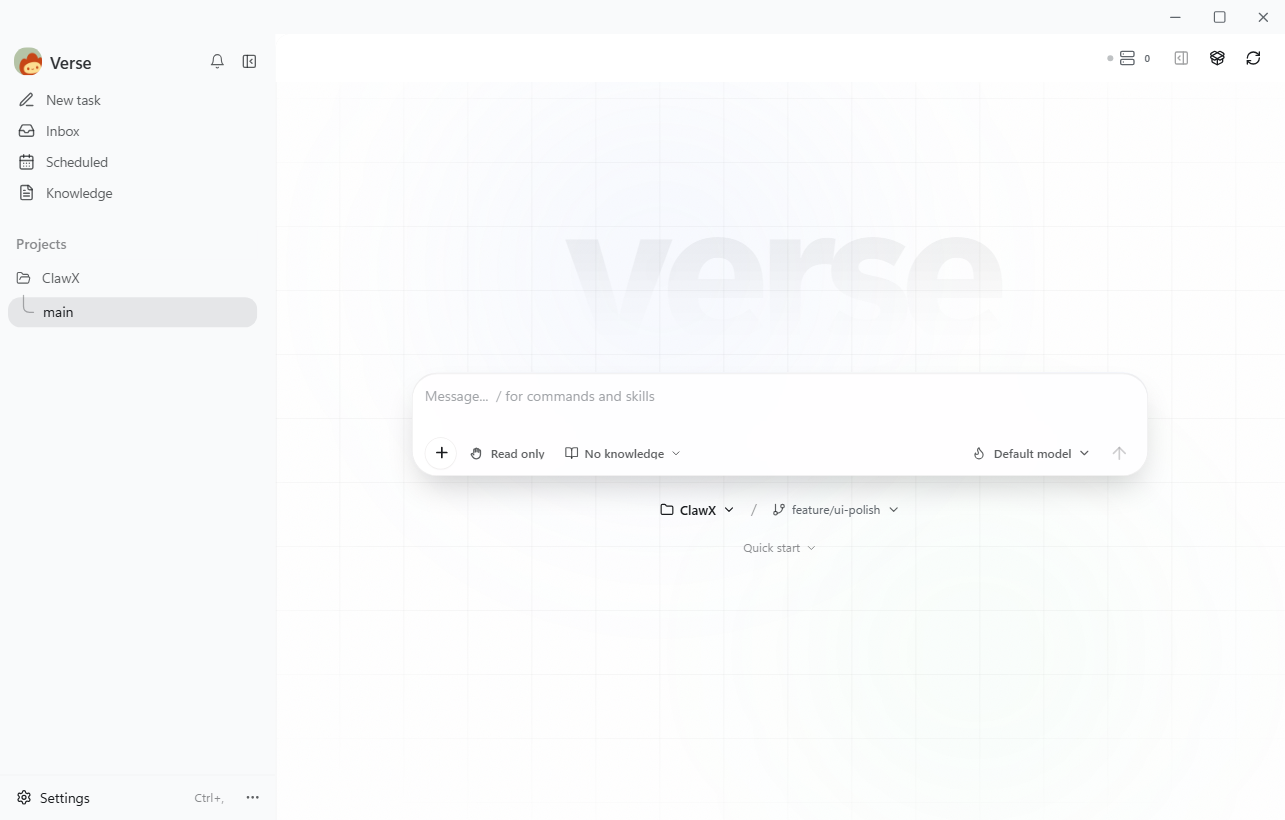 Verse
New task
Inbox
Scheduled
Knowledge
Projects
ClawX
main
Settings Ctrl+,
0
verse
Message... / for commands and skills
Read only No knowledge Default model
ClawX / feature/ui-polish
Quick start